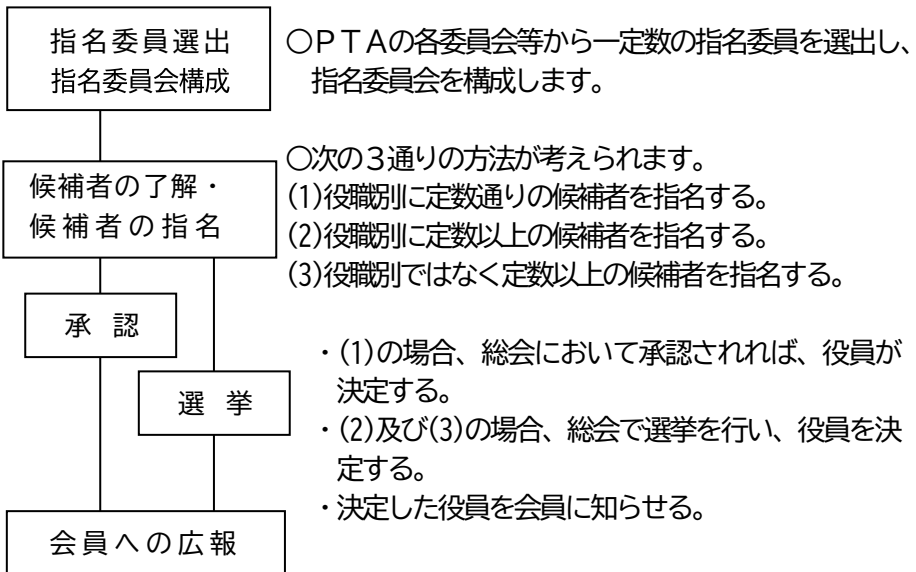 指名委員選出
指名委員会構成
○PTAの各委員会等から一定数の指名委員を選出し、
指名委員会を構成します。
候補者の了解・
候補者の指名
○次の3通りの方法が考えられます。
(1)役職別に定数通りの候補者を指名する。
(2)役職別に定数以上の候補者を指名する。
(3)役職別ではなく定数以上の候補者を指名する。
承 認
選 挙
・(1)の場合、総会において承認されれば、役員が
決定する。
・(2)及び(3)の場合、総会で選挙を行い、役員を決
定する。
・決定した役員を会員に知らせる。
会員への広報